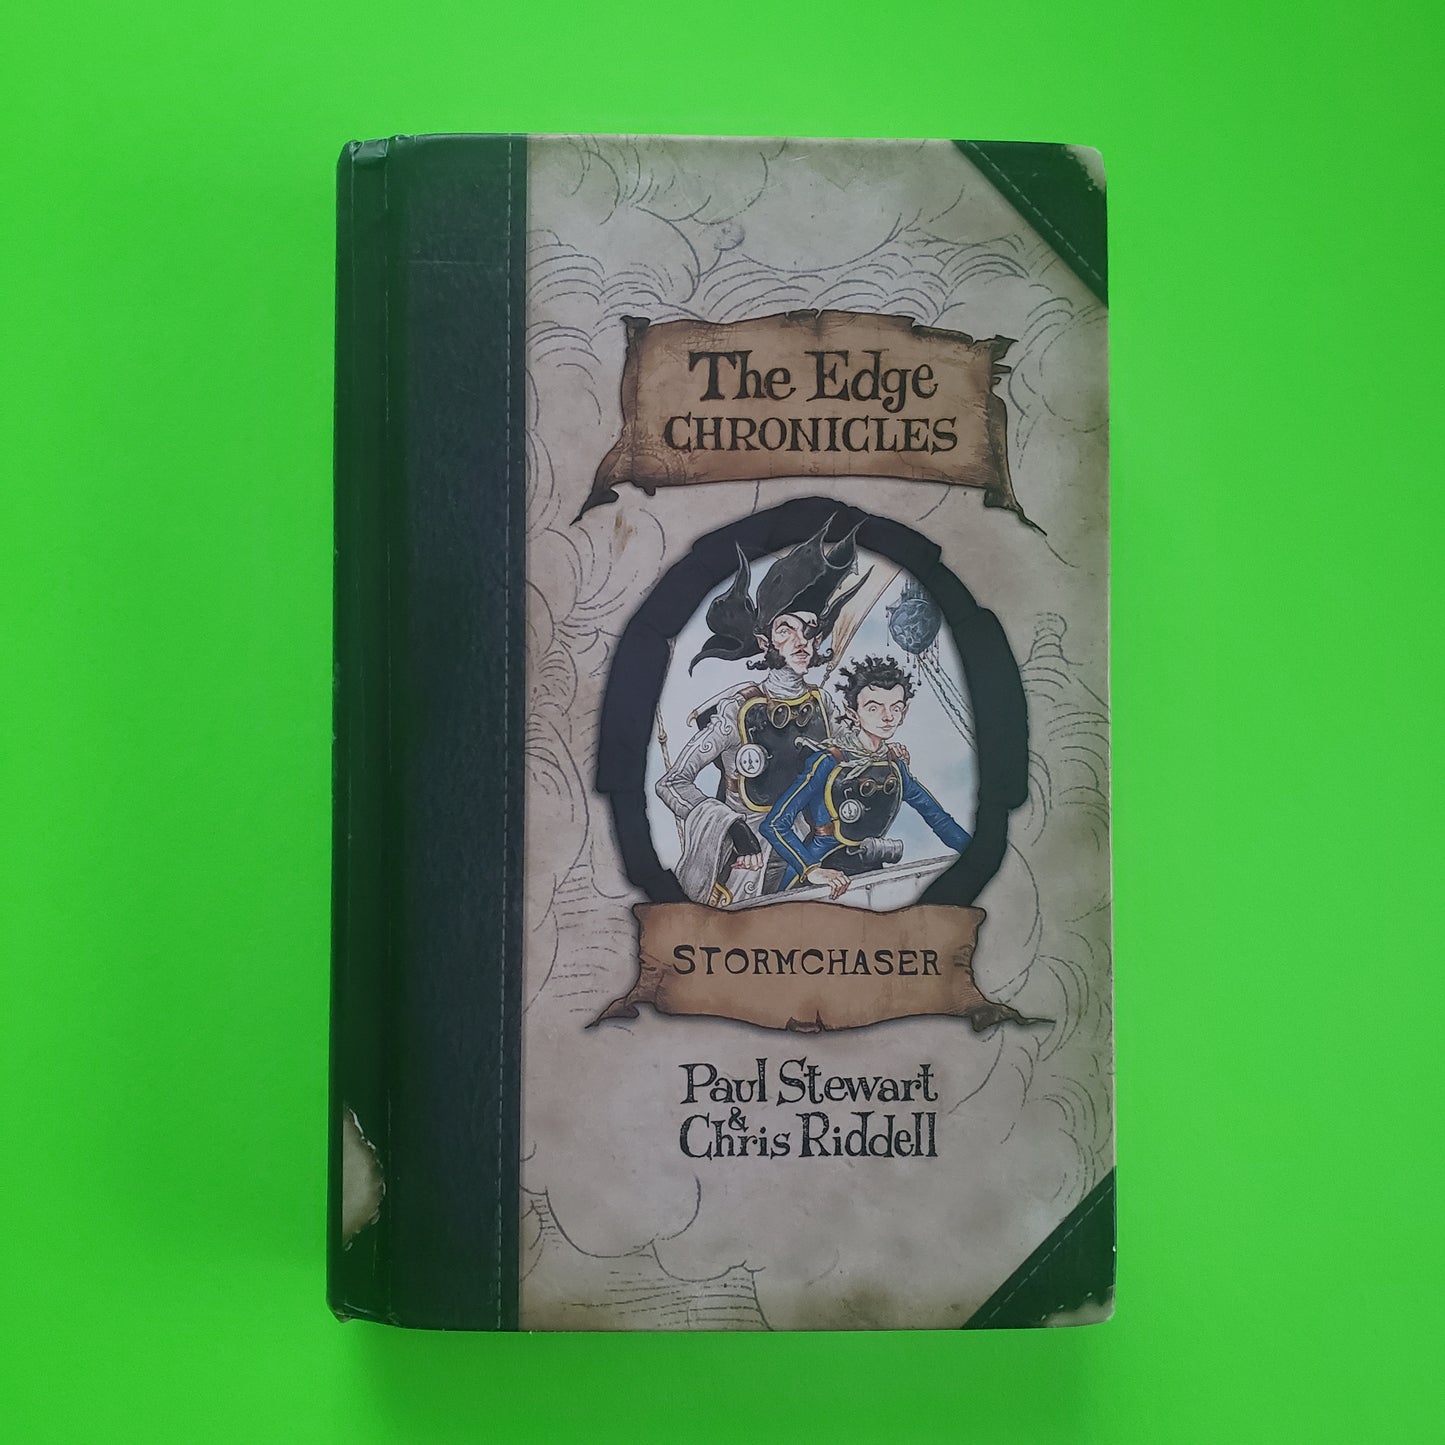 The Edge
CHRONICLES
STORMCHASER
Paul Stewart
&
Chris Riddell